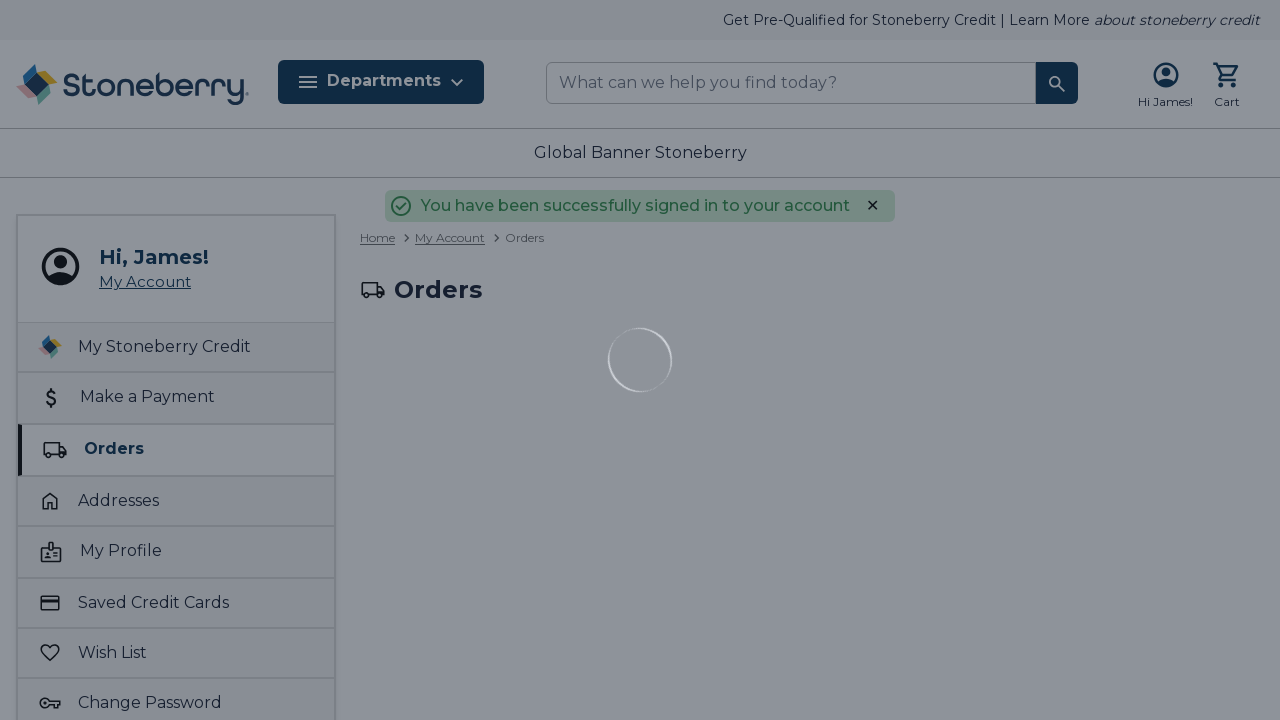 Get Pre-Qualified for Stoneberry Credit | Learn More about stoneberry credit
Stoneberry
Departments
What can we help you find today?
Hi James!
Cart
Global Banner Stoneberry
You have been successfully signed in to your account
Hi, James!
My Account
My Stoneberry Credit
Make a Payment
Orders
Addresses
My Profile
Saved Credit Cards
Wish List
Change Password
Home
My Account
Orders
Orders